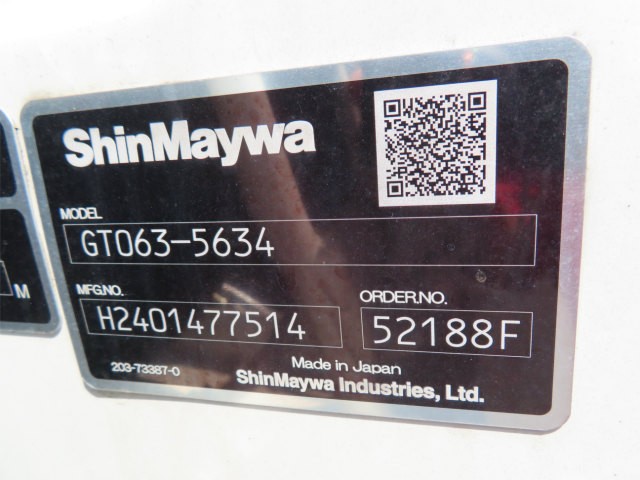 ShinMaywa
MODEL
GT063-5634
MFG.NO.
H2401477514
ORDER.NO.
52188F
203-73387-0
Made in Japan
ShinMaywa Industries, Ltd.
M